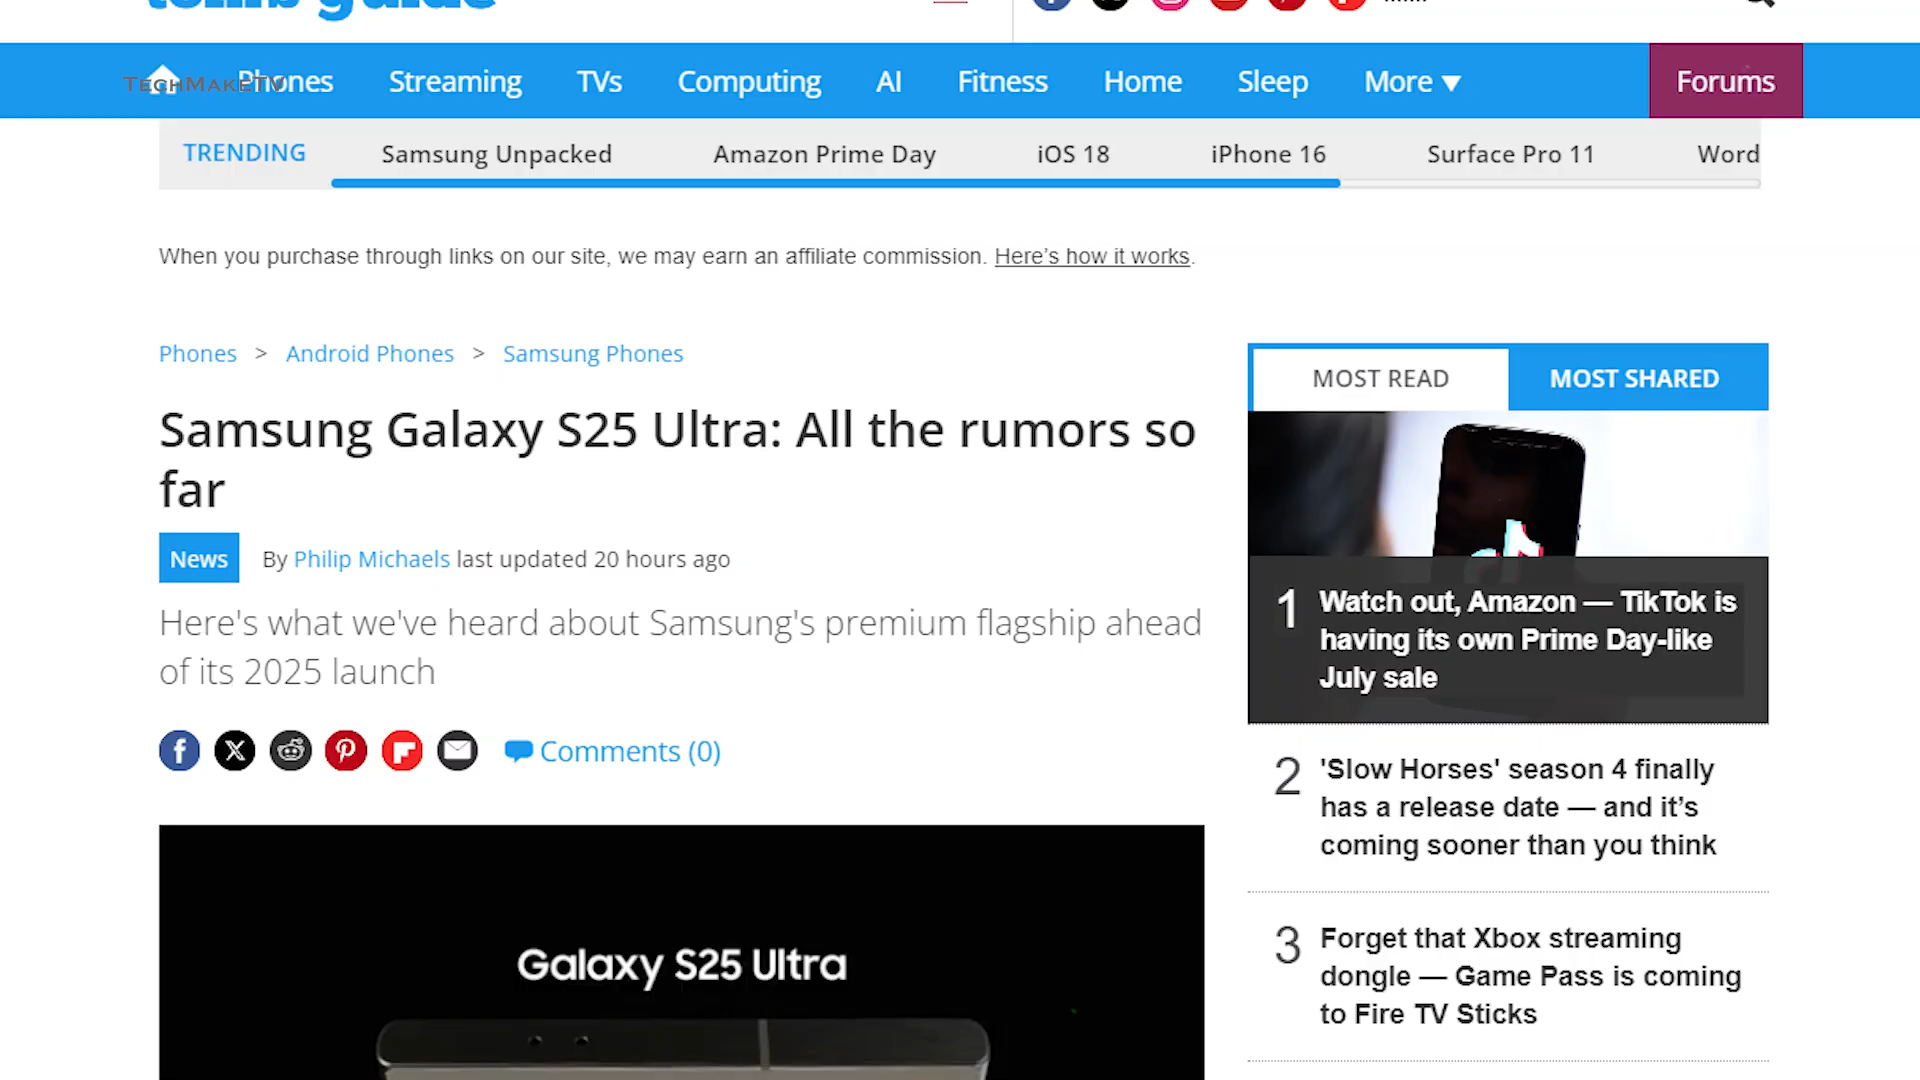 tom's guide
TechMakeTV
Phones Streaming TVs Computing AI Fitness Home Sleep More ▼ Forums
TRENDING Samsung Unpacked Amazon Prime Day iOS 18 iPhone 16 Surface Pro 11 Word
When you purchase through links on our site, we may earn an affiliate commission. Here’s how it works.
Phones > Android Phones > Samsung Phones
Samsung Galaxy S25 Ultra: All the rumors so
far
News By Philip Michaels last updated 20 hours ago
Here's what we've heard about Samsung's premium flagship ahead
of its 2025 launch
Comments (0)
Galaxy S25 Ultra
MOST READ MOST SHARED
1 Watch out, Amazon — TikTok is
having its own Prime Day-like
July sale
2 'Slow Horses' season 4 finally
has a release date — and it’s
coming sooner than you think
3 Forget that Xbox streaming
dongle — Game Pass is coming
to Fire TV Sticks